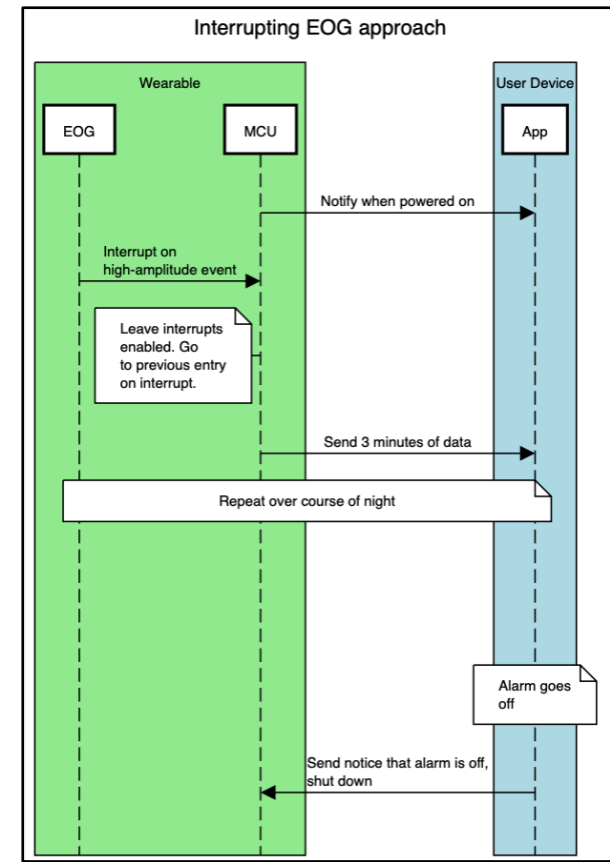 Interrupting EOG approach
Wearable
User Device
EOG
MCU
App
Notify when powered on
Interrupt on
high-amplitude event
Leave interrupts
enabled. Go
to previous entry
on interrupt.
Send 3 minutes of data
Repeat over course of night
Alarm goes
off
Send notice that alarm is off,
shut down